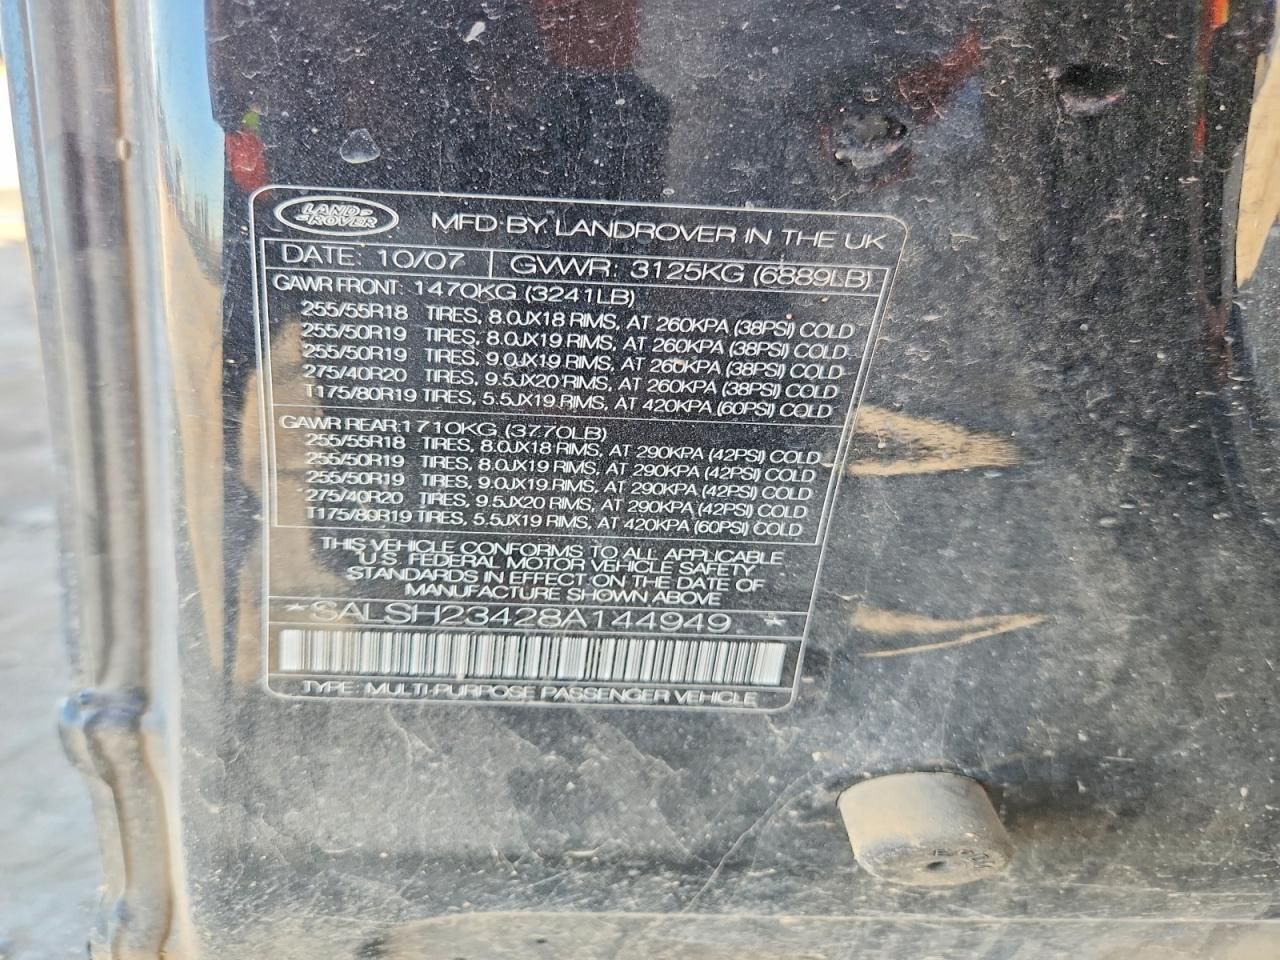 LAND ROVER
MFD BY LANDROVER IN THE UK
DATE: 10/07 GVWR: 3125KG (6889LB)
GAWR FRONT: 1470KG (3241LB)
255/55R18 TIRES, 8.0JX18 RIMS, AT 260KPA (38PSI) COLD
255/50R19 TIRES, 8.0JX19 RIMS, AT 260KPA (38PSI) COLD
255/50R19 TIRES, 9.0JX19 RIMS, AT 260KPA (38PSI) COLD
275/40R20 TIRES, 9.5JX20 RIMS, AT 260KPA (38PSI) COLD
T175/80R19 TIRES, 5.5JX19 RIMS, AT 420KPA (60PSI) COLD
GAWR REAR:1710KG (3770LB)
255/55R18 TIRES, 8.0JX18 RIMS, AT 290KPA (42PSI) COLD
255/50R19 TIRES, 8.0JX19 RIMS, AT 290KPA (42PSI) COLD
255/50R19 TIRES, 9.0JX19 RIMS, AT 290KPA (42PSI) COLD
275/40R20 TIRES, 9.5JX20 RIMS, AT 290KPA (42PSI) COLD
T175/80R19 TIRES, 5.5JX19 RIMS, AT 420KPA (60PSI) COLD
THIS VEHICLE CONFORMS TO ALL APPLICABLE
U.S. FEDERAL MOTOR VEHICLE SAFETY
STANDARDS IN EFFECT ON THE DATE OF
MANUFACTURE SHOWN ABOVE
*SALSH23428A144949 *
TYPE: MULTI-PURPOSE PASSENGER VEHICLE